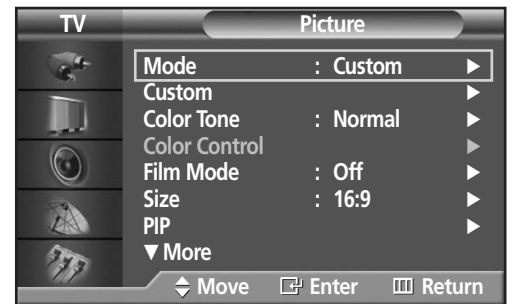 TV Picture
Mode : Custom ▶
Custom ▶
Color Tone : Normal ▶
Color Control ▶
Film Mode : Off ▶
Size : 16:9 ▶
PIP ▶
▼ More
Move Enter Return